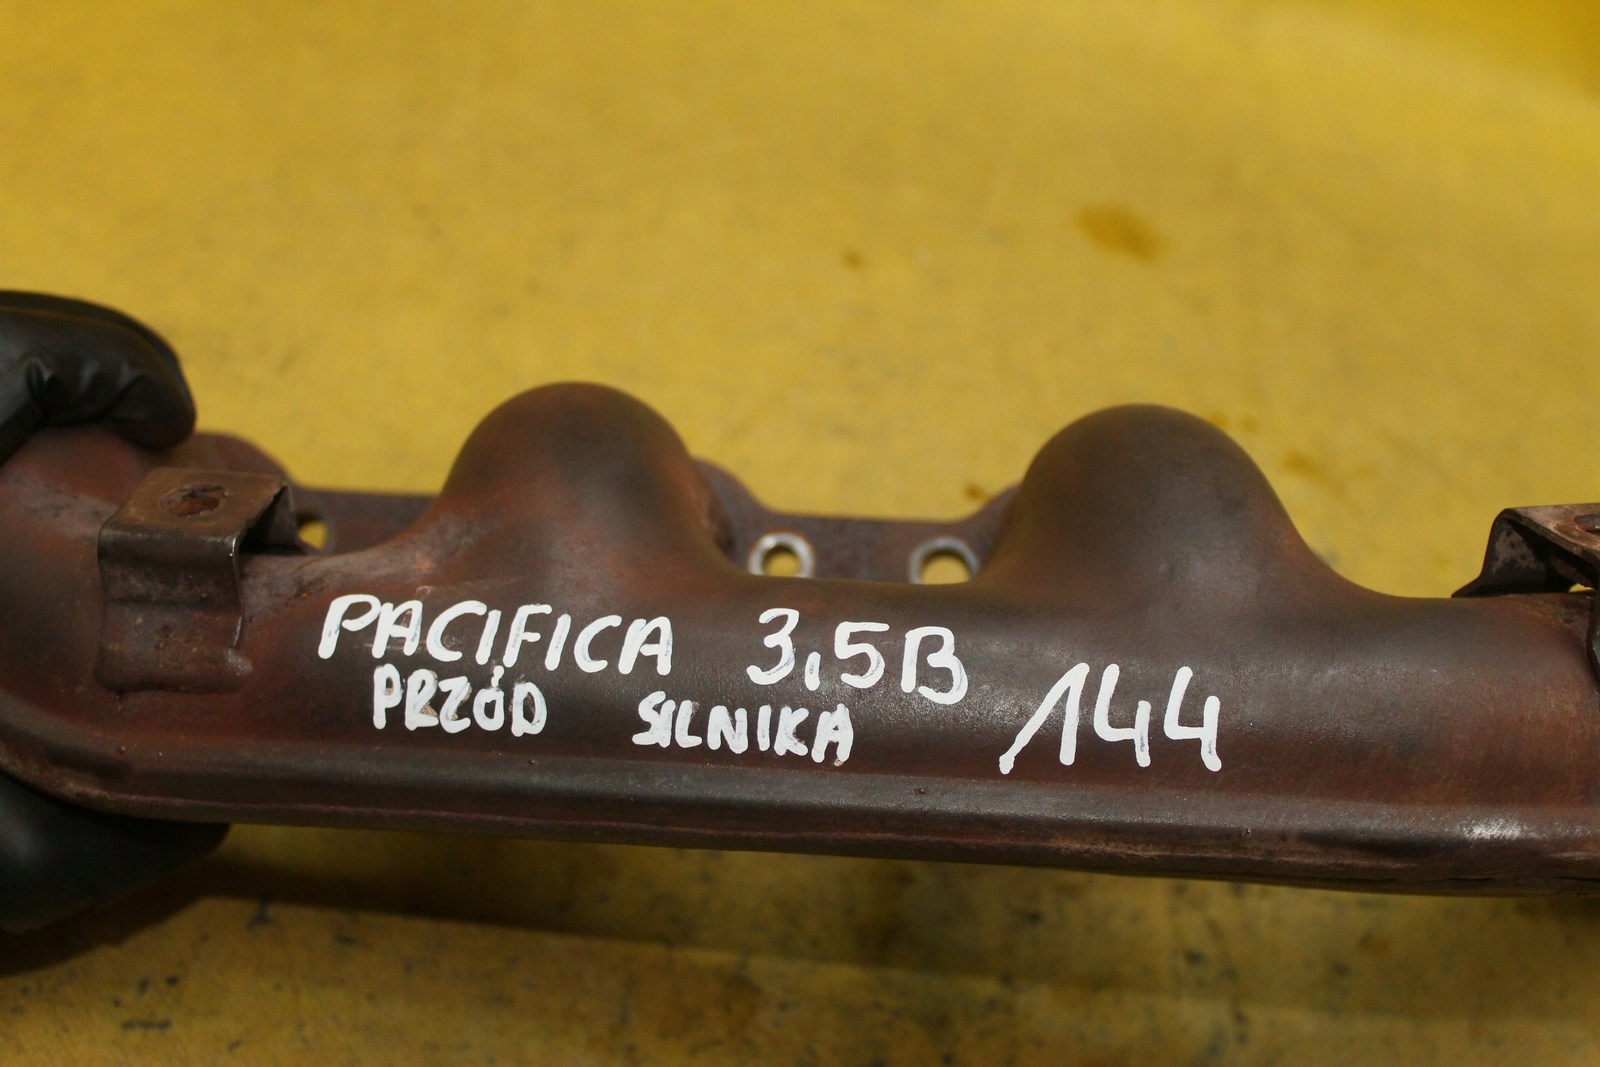 PACIFICA 3,5B
PRZÓD SILNIKA 144